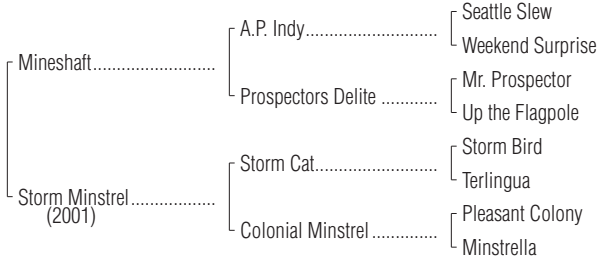 Seattle Slew
A.P. Indy..............................
Weekend Surprise
Mineshaft............................
Mr. Prospector
Prospectors Delite .............
Up the Flagpole
Storm Bird
Storm Cat............................
Terlingua
Storm Minstrel...................
(2001)
Pleasant Colony
Colonial Minstrel ...............
Minstrella